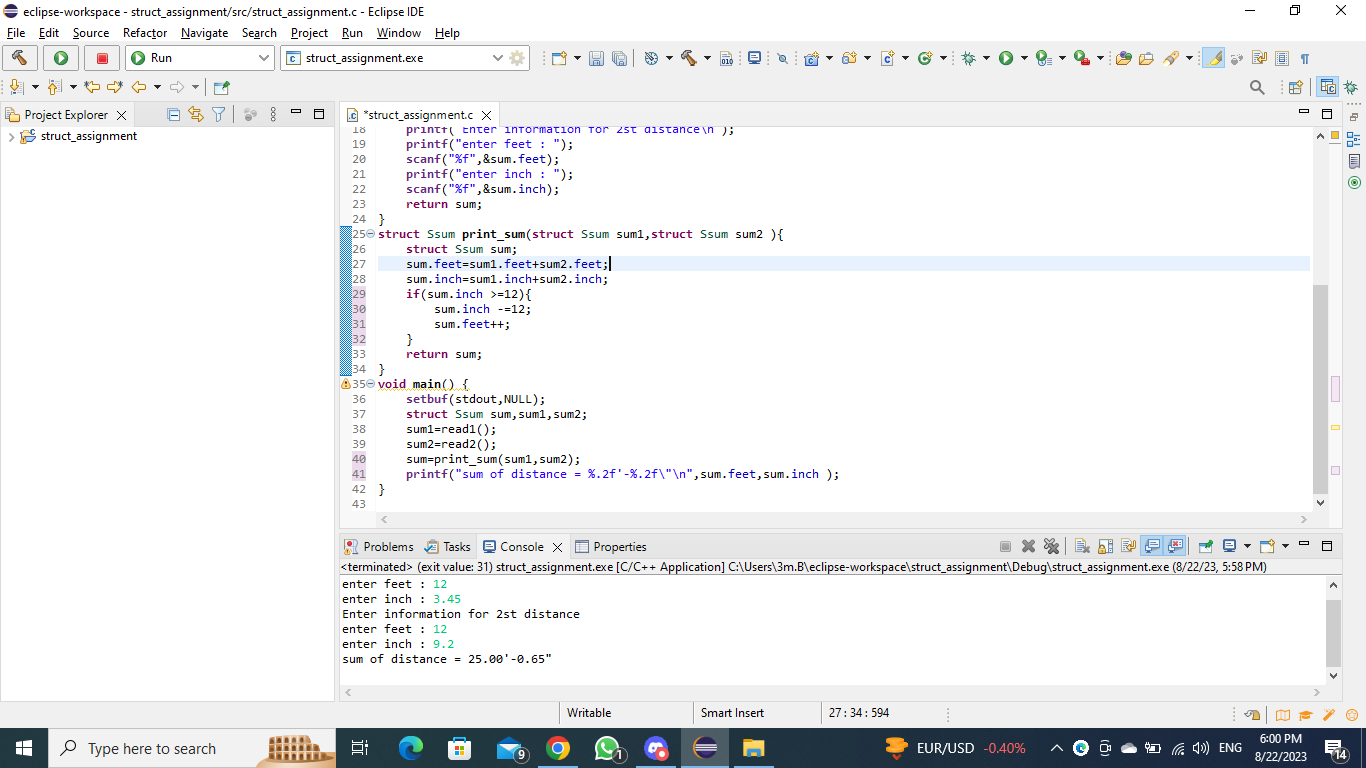 eclipse-workspace - struct_assignment/src/struct_assignment.c - Eclipse IDE
File Edit Source Refactor Navigate Search Project Run Window Help
Run struct_assignment.exe
Project Explorer
struct_assignment
*struct_assignment.c
18 printf("Enter information for 2st distance\n");
19 printf("enter feet : ");
20 scanf("%f",&sum.feet);
21 printf("enter inch : ");
22 scanf("%f",&sum.inch);
23 return sum;
24 }
25 struct Ssum print_sum(struct Ssum sum1,struct Ssum sum2 ){
26 struct Ssum sum;
27 sum.feet=sum1.feet+sum2.feet;
28 sum.inch=sum1.inch+sum2.inch;
29 if(sum.inch >=12){
30 sum.inch -=12;
31 sum.feet++;
32 }
33 return sum;
34 }
35 void main() {
36 setbuf(stdout,NULL);
37 struct Ssum sum,sum1,sum2;
38 sum1=read1();
39 sum2=read2();
40 sum=print_sum(sum1,sum2);
41 printf("sum of distance = %.2f'-%.2f\"\n",sum.feet,sum.inch );
42 }
43
Problems Tasks Console Properties
<terminated> (exit value: 31) struct_assignment.exe [C/C++ Application] C:\Users\3m.B\eclipse-workspace\struct_assignment\Debug\struct_assignment.exe (8/22/23, 5:58 PM)
enter feet : 12
enter inch : 3.45
Enter information for 2st distance
enter feet : 12
enter inch : 9.2
sum of distance = 25.00'-0.65"
Writable Smart Insert 27 : 34 : 594
Type here to search
9
1
EUR/USD -0.40%
ENG
6:00 PM
8/22/2023
14